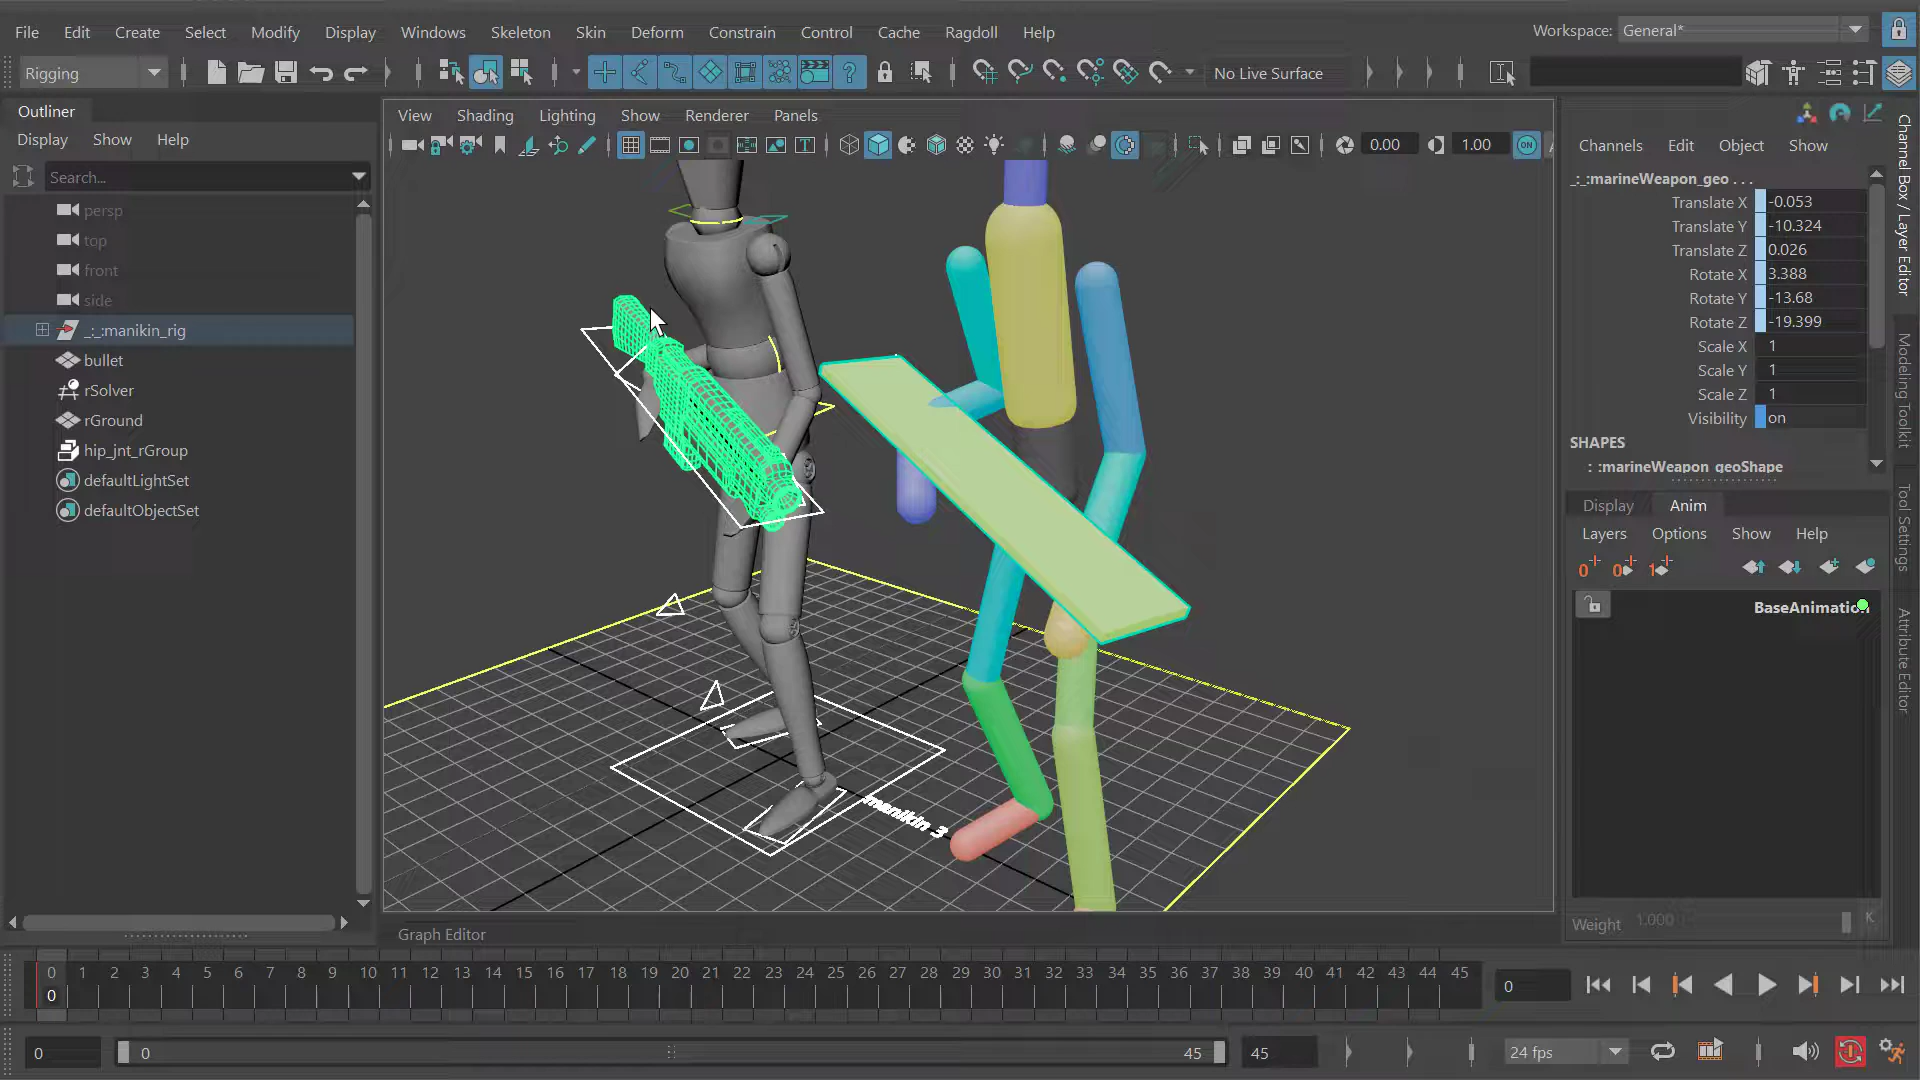 File Edit Create Select Modify Display Windows Skeleton Skin Deform Constrain Control Cache Ragdoll Help
Workspace: General*
Rigging
No Live Surface
Outliner
Display Show Help
Search...
persp
top
front
side
_:_:manikin_rig
bullet
rSolver
rGround
hip_jnt_rGroup
defaultLightSet
defaultObjectSet
View Shading Lighting Show Renderer Panels
0.00
1.00
ON
manikin 3
Graph Editor
Channels Edit Object Show
_:_:marineWeapon_geo . . .
Translate X -0.053
Translate Y -10.324
Translate Z 0.026
Rotate X 3.388
Rotate Y -13.68
Rotate Z -19.399
Scale X 1
Scale Y 1
Scale Z 1
Visibility on
SHAPES
: :marineWeapon geoShape
Display Anim
Layers Options Show Help
BaseAnimation
Weight 1.000 K
Channel Box / Layer Editor
Modeling Toolkit
Tool Settings
Attribute Editor
0 1 2 3 4 5 6 7 8 9 10 11 12 13 14 15 16 17 18 19 20 21 22 23 24 25 26 27 28 29 30 31 32 33 34 35 36 37 38 39 40 41 42 43 44 45
0
0
0
0
45
45
24 fps